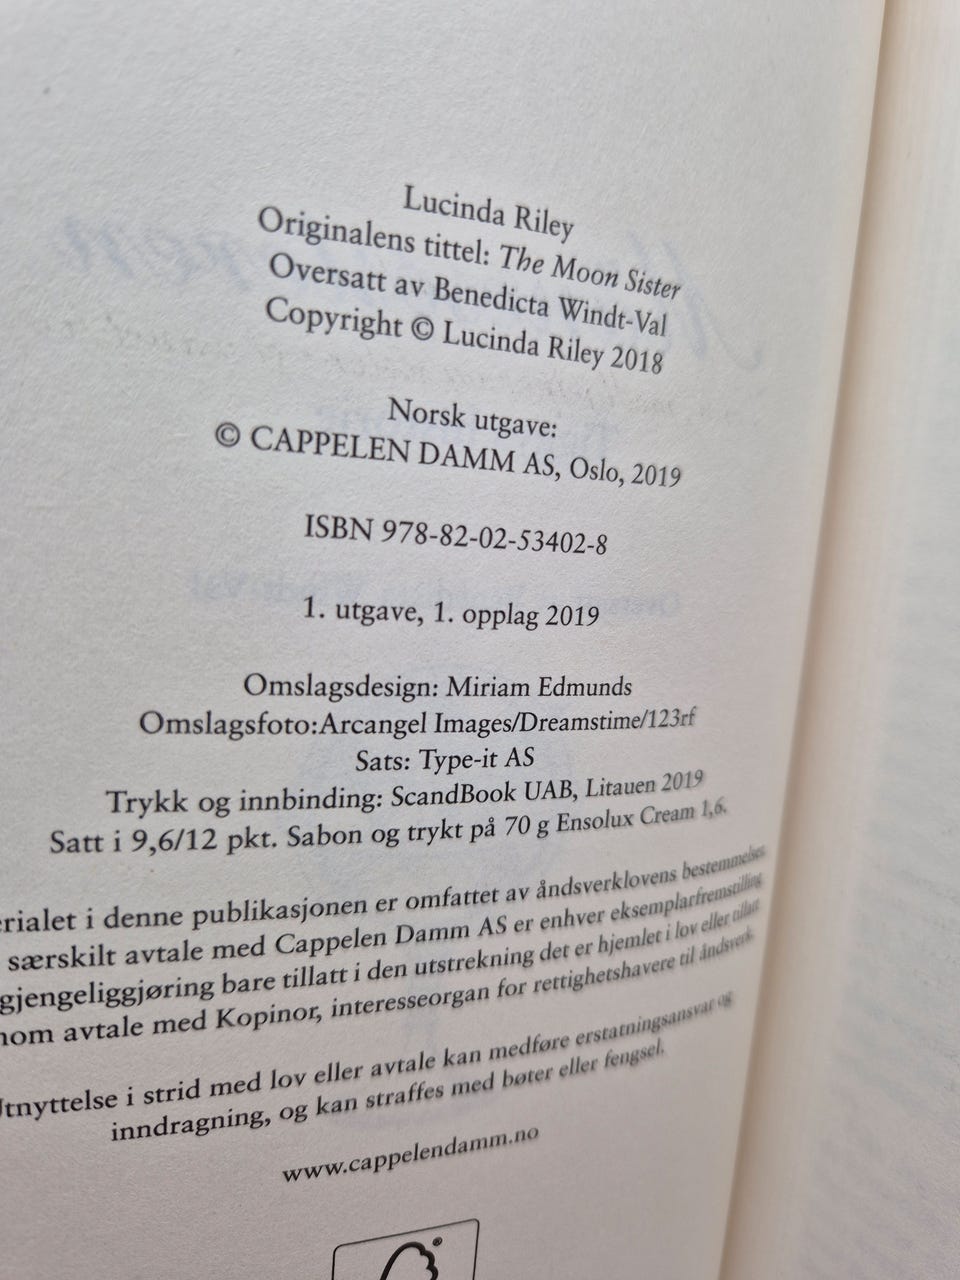 Lucinda Riley
Originalens tittel: The Moon Sister
Oversatt av Benedicta Windt-Val
Copyright © Lucinda Riley 2018
Norsk utgave:
© CAPPELEN DAMM AS, Oslo, 2019
ISBN 978-82-02-53402-8
1. utgave, 1. opplag 2019
Omslagsdesign: Miriam Edmunds
Omslagsfoto:Arcangel Images/Dreamstime/123rf
Sats: Type-it AS
Trykk og innbinding: ScandBook UAB, Litauen 2019
Satt i 9,6/12 pkt. Sabon og trykt på 70 g Ensolux Cream 1,6.
rialet i denne publikasjonen er omfattet av åndsverklovens bestemmelser.
særskilt avtale med Cappelen Damm AS er enhver eksemplarfremstilling
gjengeliggjøring bare tillatt i den utstrekning det er hjemlet i lov eller tillatt
nom avtale med Kopinor, interesseorgan for rettighetshavere til åndsverk.
tnyttelse i strid med lov eller avtale kan medføre erstatningsansvar og
inndragning, og kan straffes med bøter eller fengsel.
www.cappelendamm.no